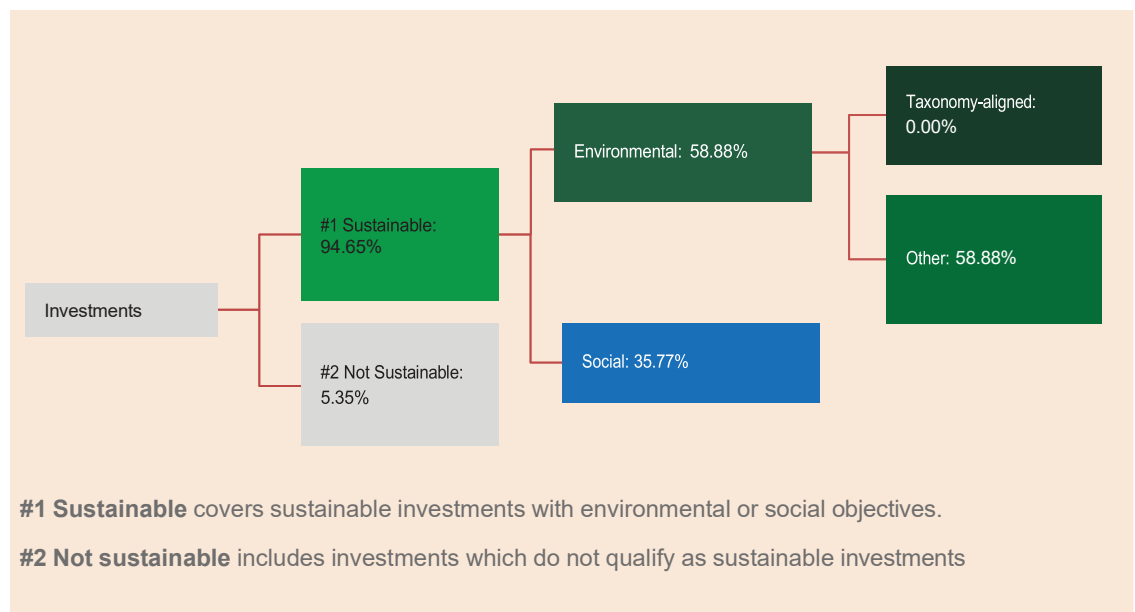 Taxonomy-aligned:
0.00%
Environmental: 58.88%
#1 Sustainable:
94.65%
Other: 58.88%
Investments
#2 Not Sustainable:
5.35%
Social: 35.77%
#1 Sustainable covers sustainable investments with environmental or social objectives.
#2 Not sustainable includes investments which do not qualify as sustainable investments